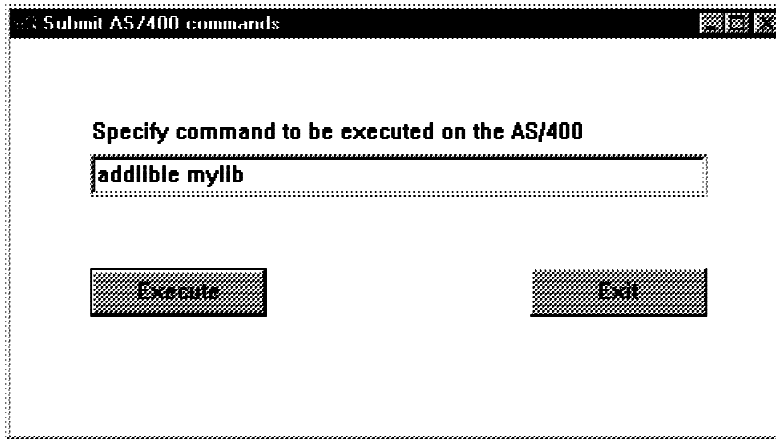 Submit AS/400 commands
Specify command to be executed on the AS/400
addlible mylib
Execute
Exit